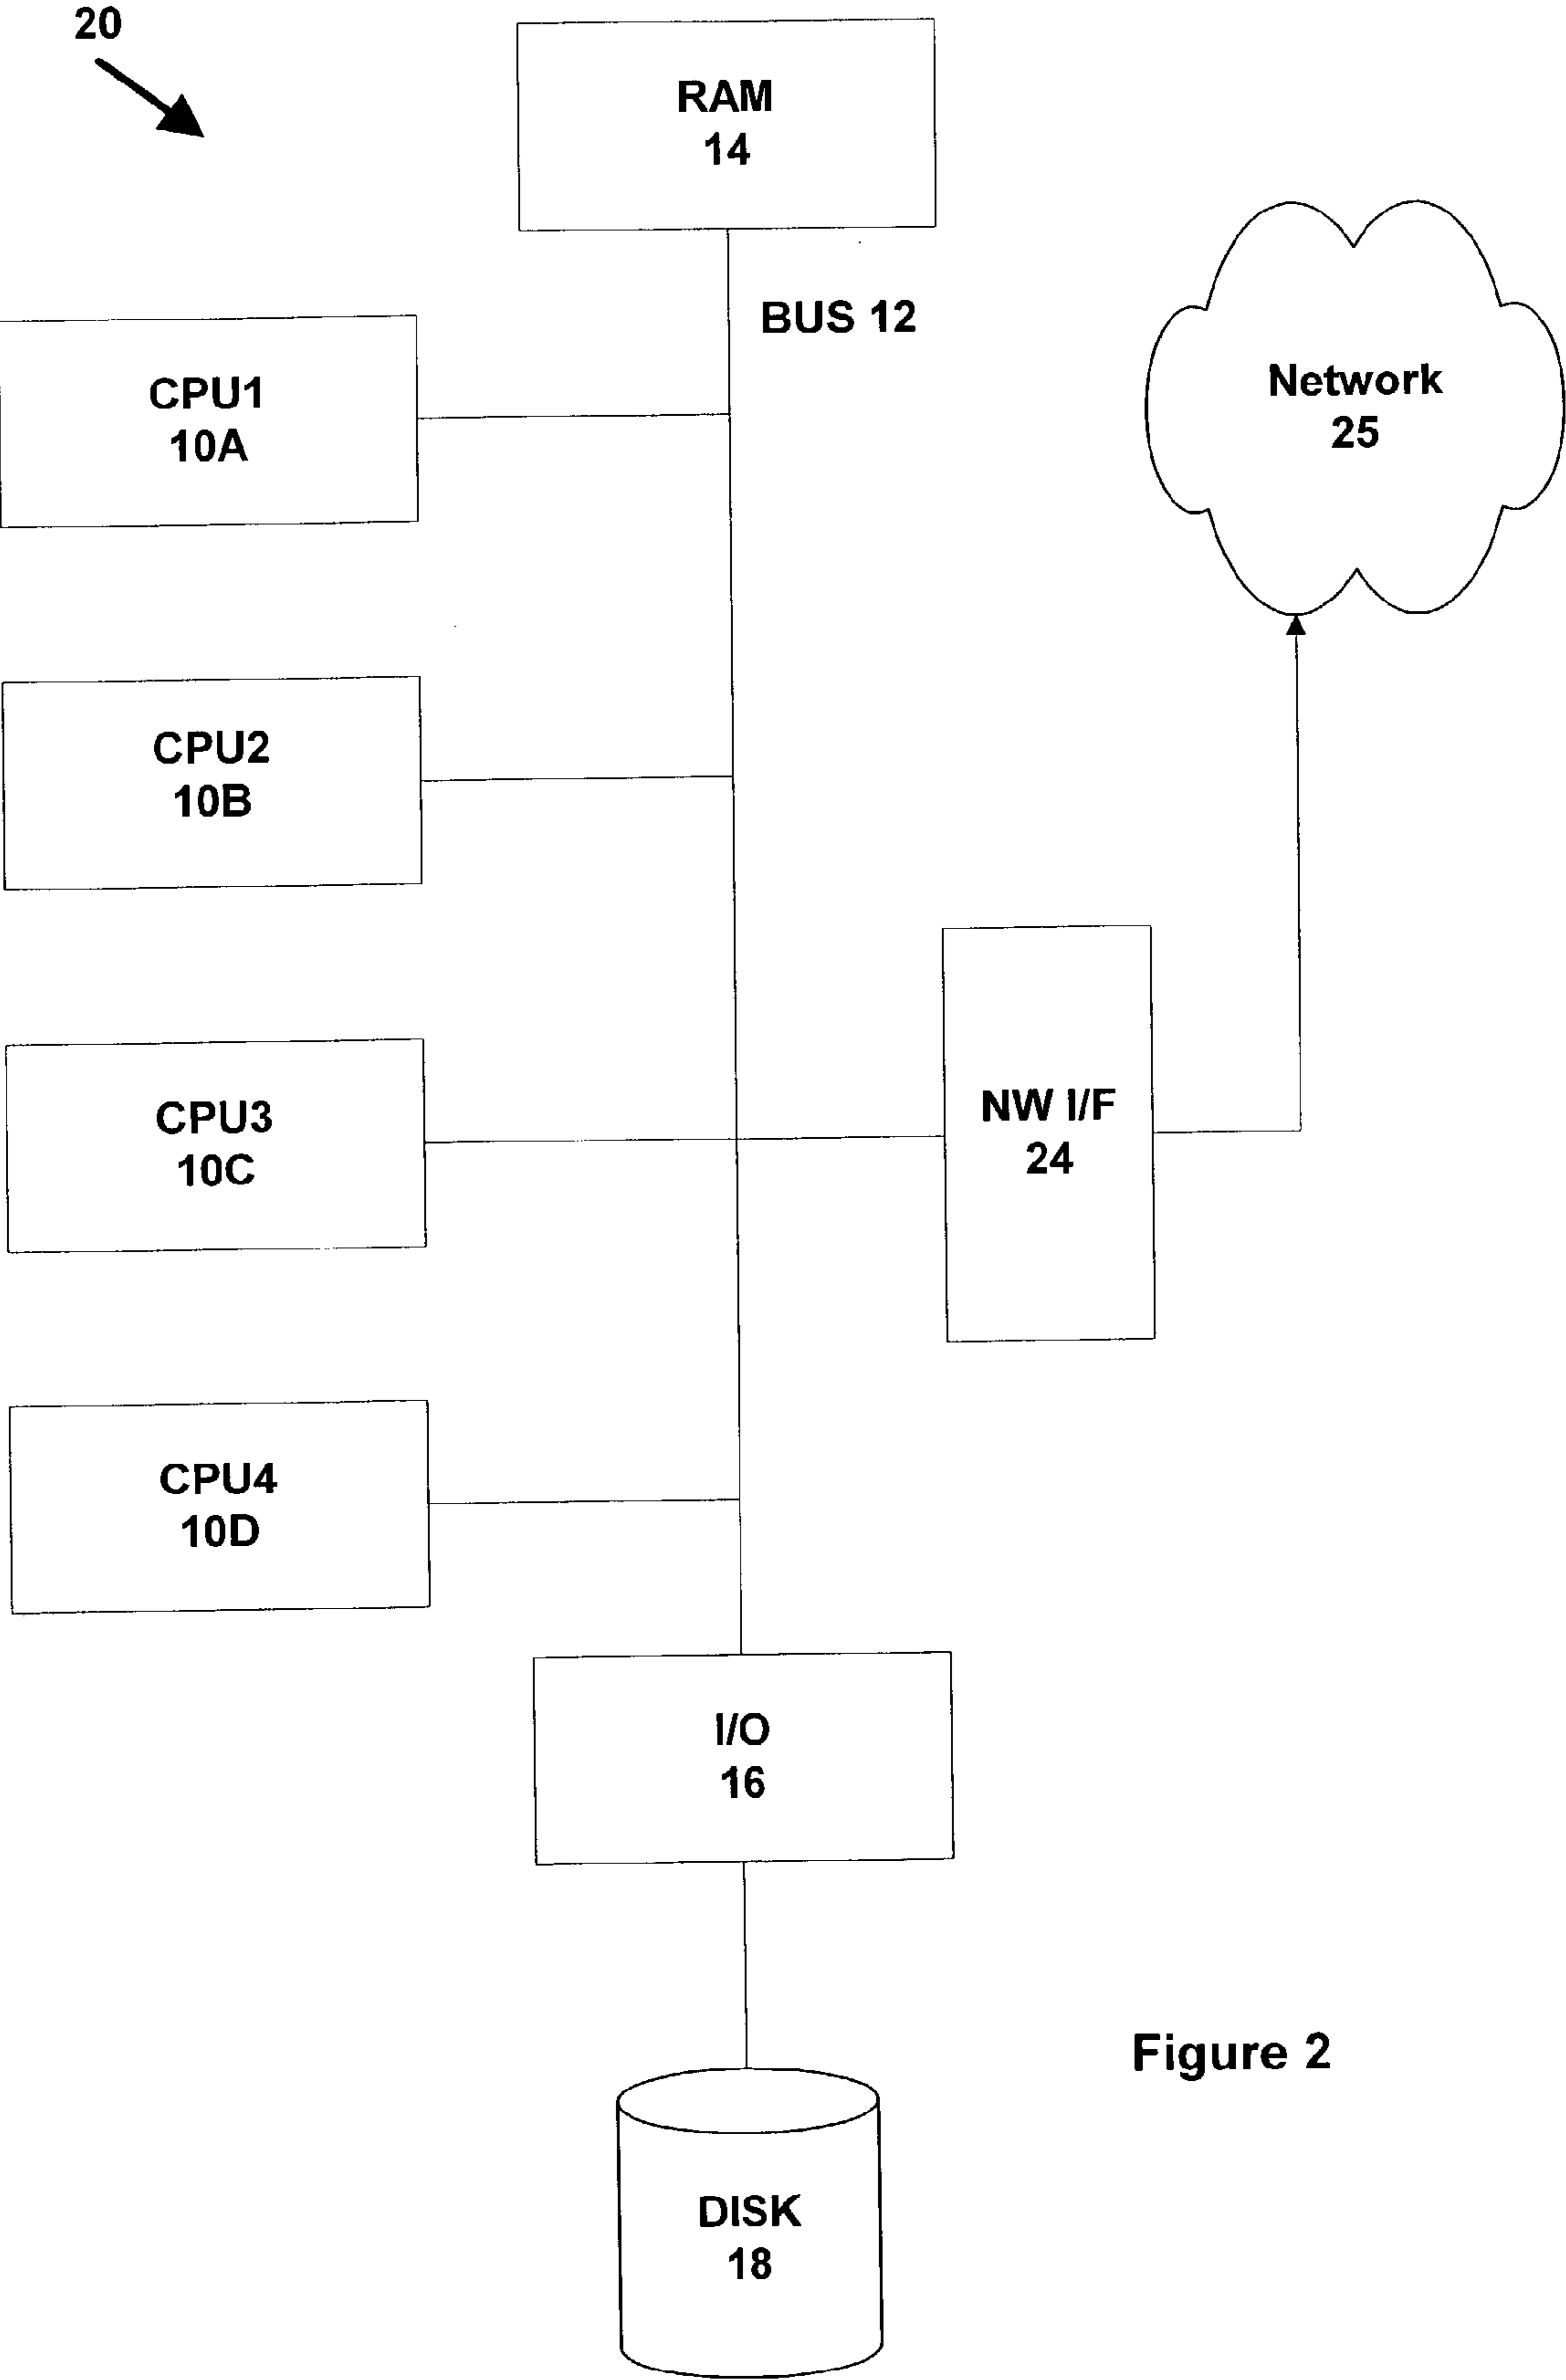 20
RAM
14
BUS 12
CPU1
10A
Network
25
CPU2
10B
CPU3
10C
NW I/F
24
CPU4
10D
I/O
16
Figure 2
DISK
18